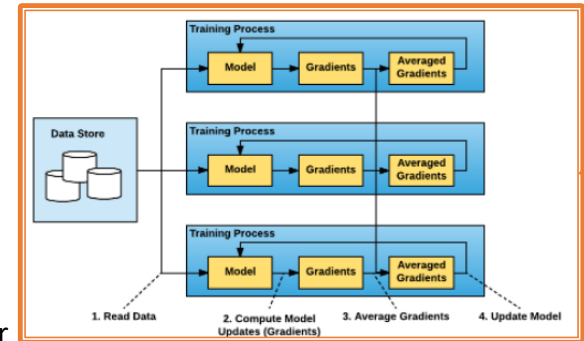 Training Process
Model
Gradients
Averaged
Gradients
Data Store
Training Process
Model
Gradients
Averaged
Gradients
Training Process
Model
Gradients
Averaged
Gradients
1. Read Data
2. Compute Model
Updates (Gradients)
3. Average Gradients
4. Update Model
r